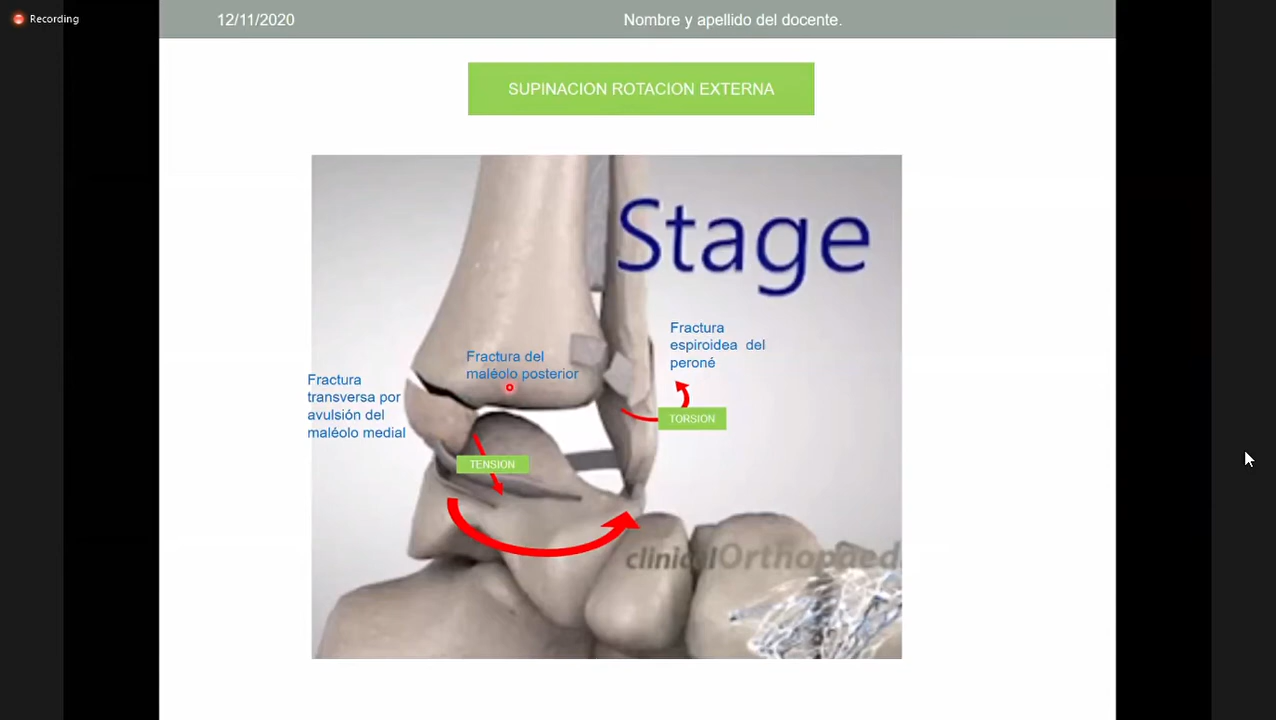 Recording
12/11/2020
Nombre y apellido del docente.
SUPINACION ROTACION EXTERNA
Stage
Fractura
espiroidea del
peroné
Fractura del
maléolo posterior
Fractura
transversa por
avulsión del
maléolo medial
TORSION
TENSION
clinicalOrthopaed